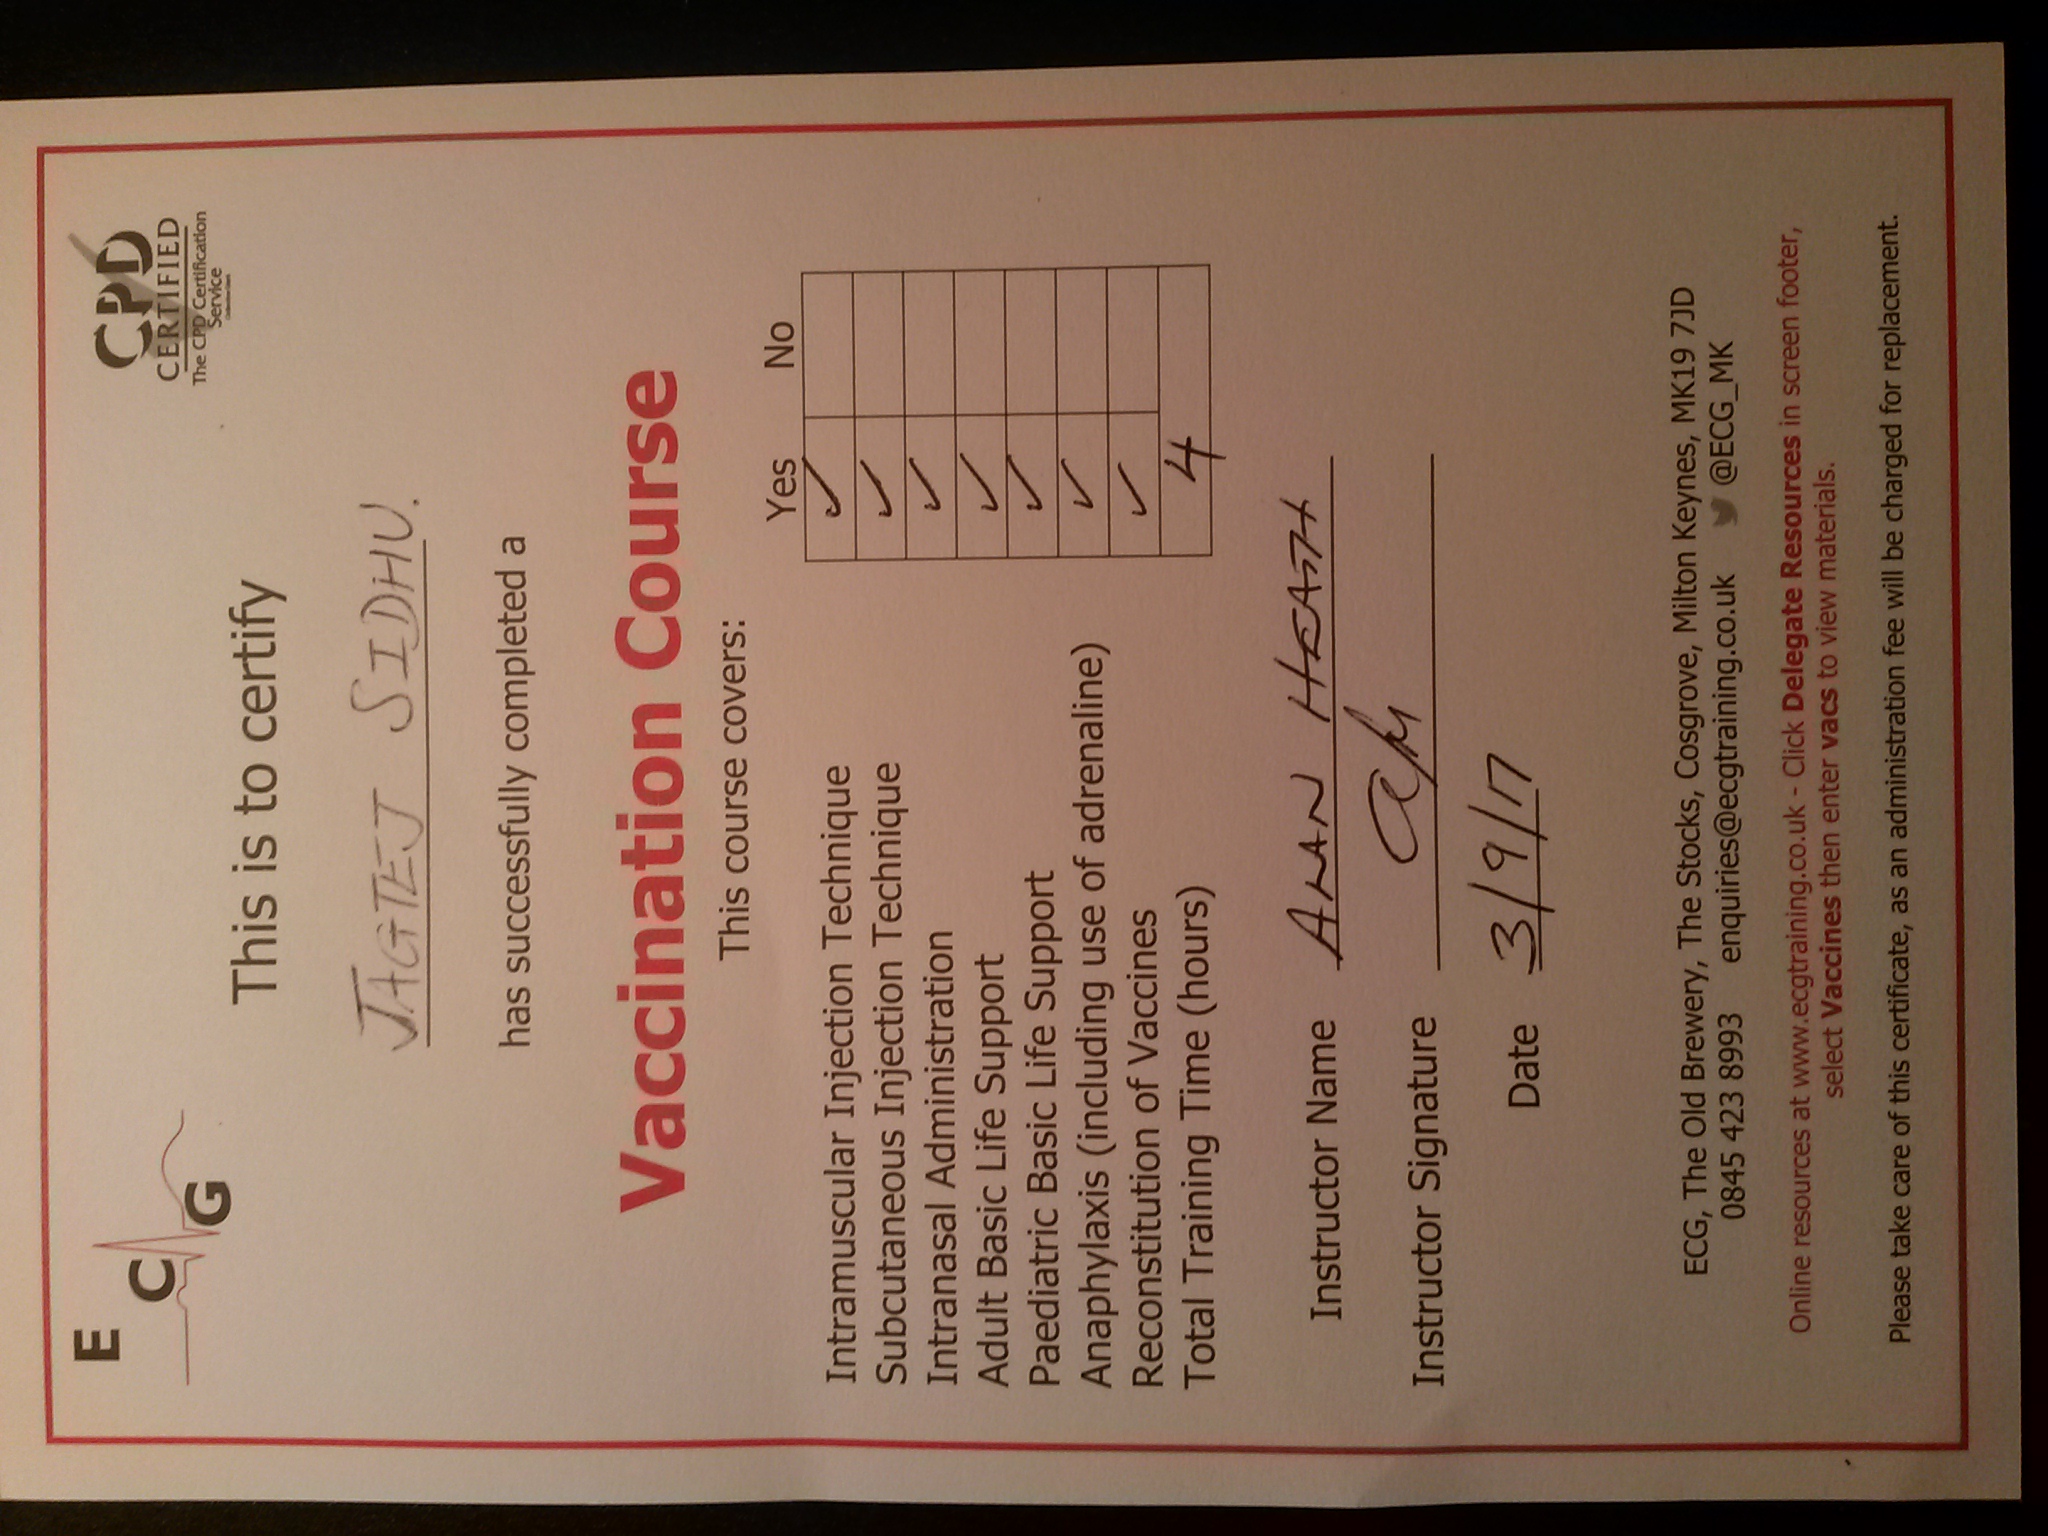 E
C
G
CPD
CERTIFIED
The CPD Certification
Service
This is to certify
JAGTEJ SIDHU.
has successfully completed a
Vaccination Course
This course covers:
Yes No
Intramuscular Injection Technique ✓
Subcutaneous Injection Technique ✓
Intranasal Administration ✓
Adult Basic Life Support ✓
Paediatric Basic Life Support ✓
Anaphylaxis (including use of adrenaline) ✓
Reconstitution of Vaccines ✓
Total Training Time (hours) 4
Instructor Name ALAN HEATH
Instructor Signature
Date 3/9/17
ECG, The Old Brewery, The Stocks, Cosgrove, Milton Keynes, MK19 7JD
0845 423 8993 enquiries@ecgtraining.co.uk @ECG_MK
Online resources at www.ecgtraining.co.uk - Click Delegate Resources in screen footer,
select Vaccines then enter vacs to view materials.
Please take care of this certificate, as an administration fee will be charged for replacement.